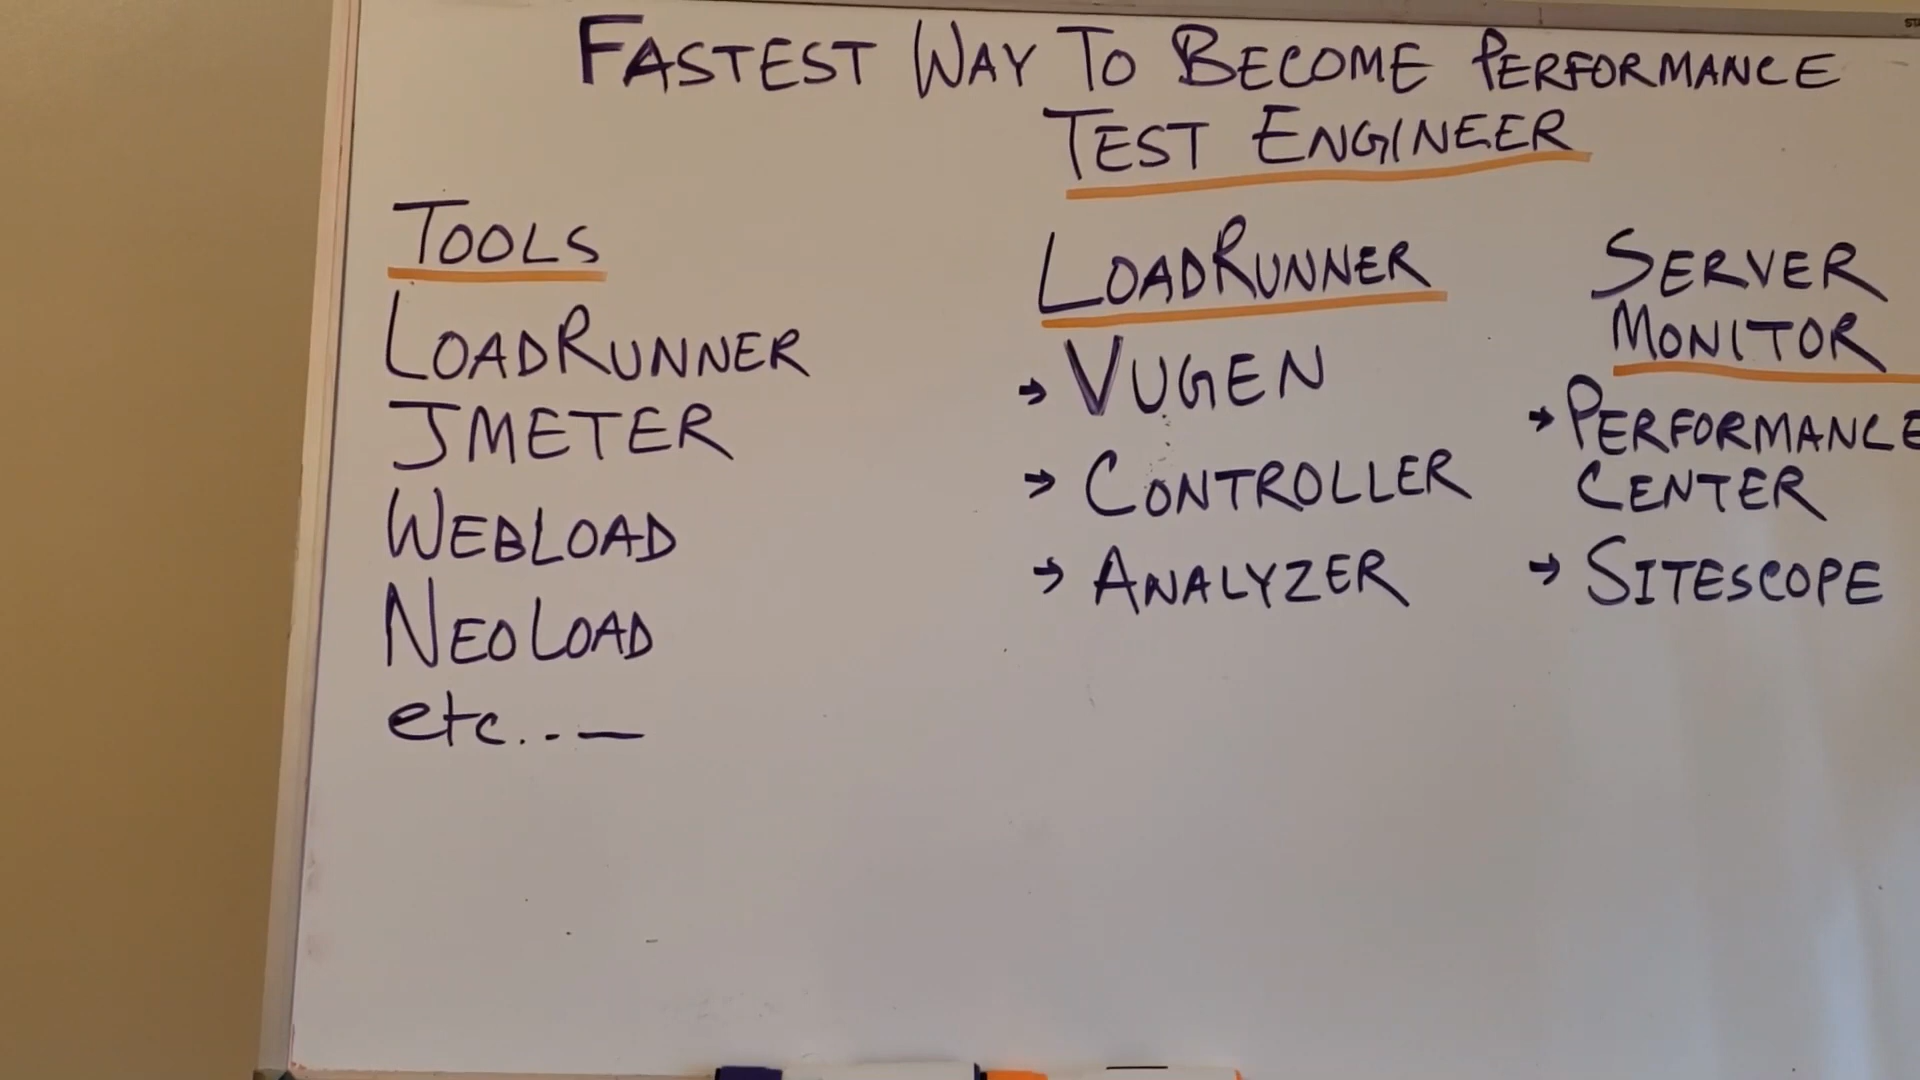 FASTEST WAY TO BECOME PERFORMANCE
TEST ENGINEER
TOOLS
LOADRUNNER
JMETER
WEBLOAD
NEOLOAD
etc..._
LOADRUNNER
→ VUGEN
→ CONTROLLER
→ ANALYZER
SERVER
MONITOR
→ PERFORMANCE
CENTER
→ SITESCOPE